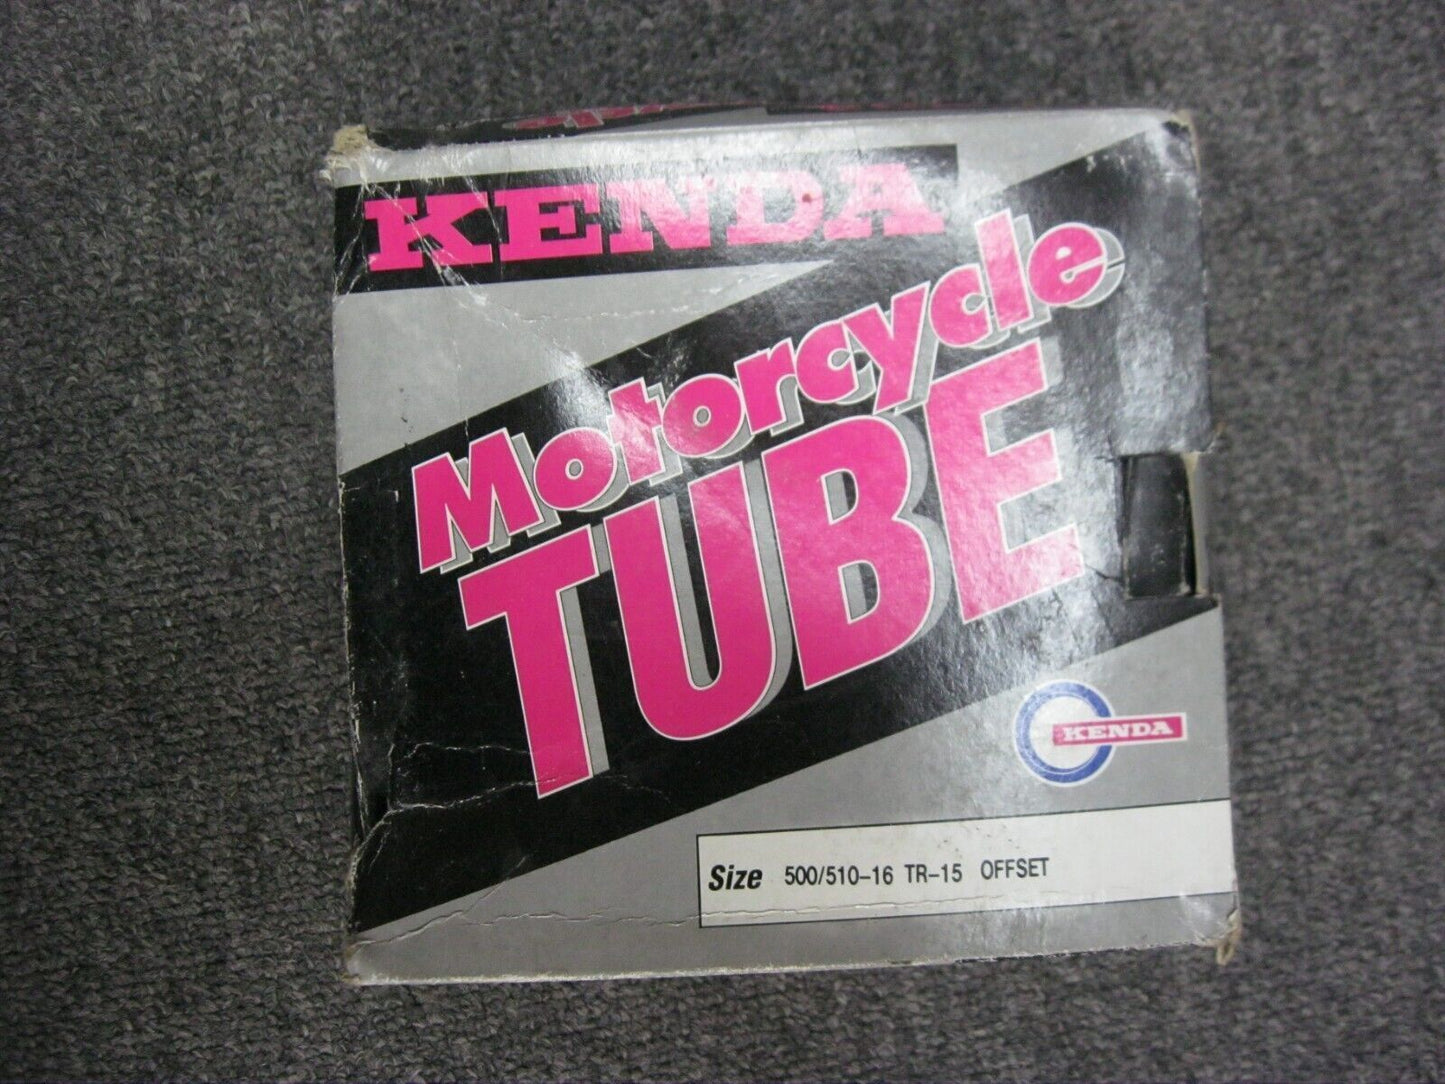 KENDA
Motorcycle
TUBE
KENDA
Size 500/510-16 TR-15 OFFSET